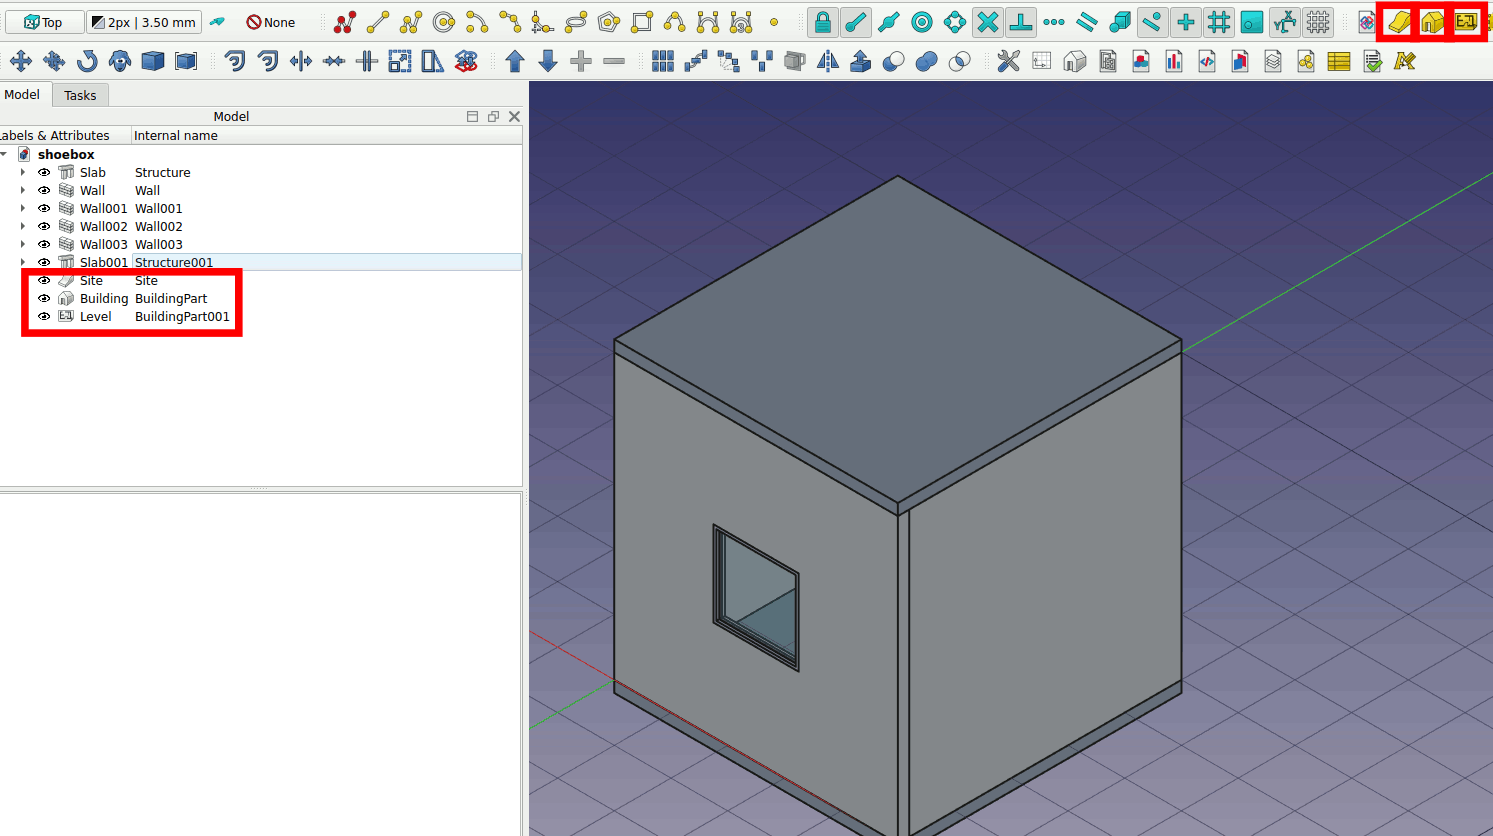 Top 2px | 3.50 mm None
Model Tasks
Model
Labels & Attributes Internal name
shoebox
Slab Structure
Wall Wall
Wall001 Wall001
Wall002 Wall002
Wall003 Wall003
Slab001 Structure001
Site Site
Building BuildingPart
Level BuildingPart001